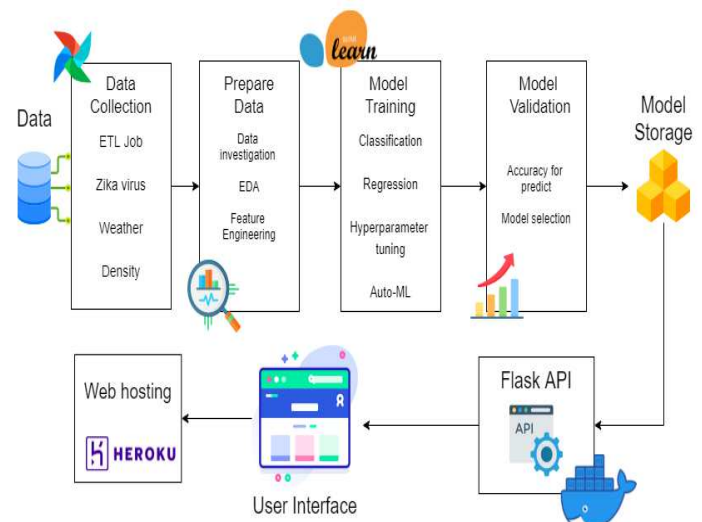 Data
Data
Collection
ETL Job
Zika virus
Weather
Density
Prepare
Data
Data
investigation
EDA
Feature
Engineering
learn
Model
Training
Classification
Regression
Hyperparameter
tuning
Auto-ML
Model
Validation
Accuracy for
predict
Model selection
Model
Storage
Flask API
API
User Interface
Web hosting
HEROKU